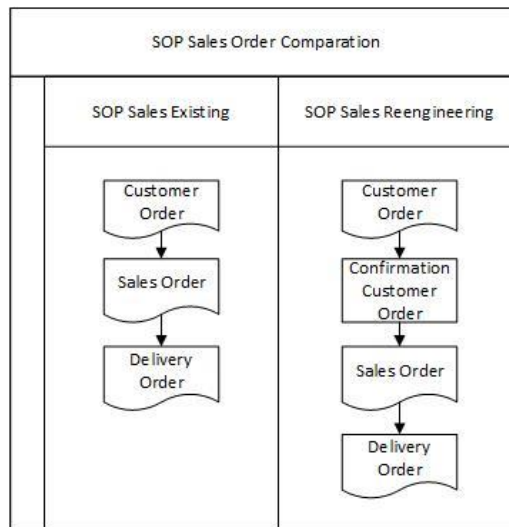 SOP Sales Order Comparation
SOP Sales Existing
SOP Sales Reengineering
Customer
Order
Sales Order
Delivery
Order
Customer
Order
Confirmation
Customer
Order
Sales Order
Delivery
Order